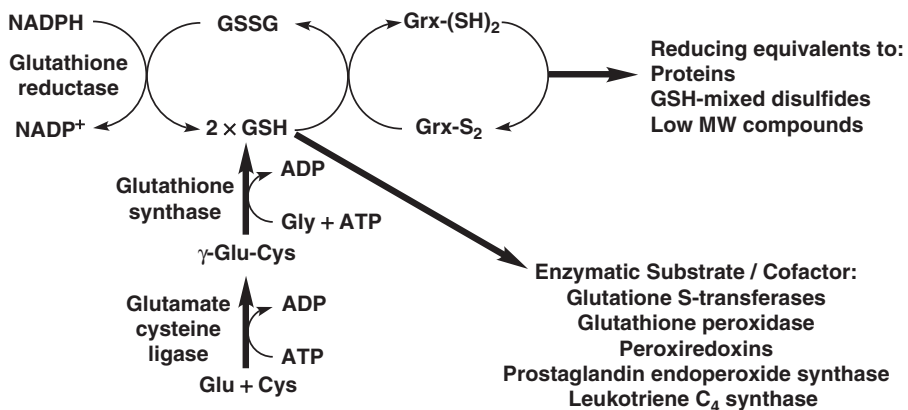 NADPH
GSSG
Grx-(SH)₂
Glutathione
reductase
NADP⁺
2 × GSH
Grx-S₂
Reducing equivalents to:
Proteins
GSH-mixed disulfides
Low MW compounds
Glutathione
synthase
ADP
Gly + ATP
γ-Glu-Cys
Glutamate
cysteine
ligase
ADP
ATP
Glu + Cys
Enzymatic Substrate / Cofactor:
Glutatione S-transferases
Glutathione peroxidase
Peroxiredoxins
Prostaglandin endoperoxide synthase
Leukotriene C₄ synthase